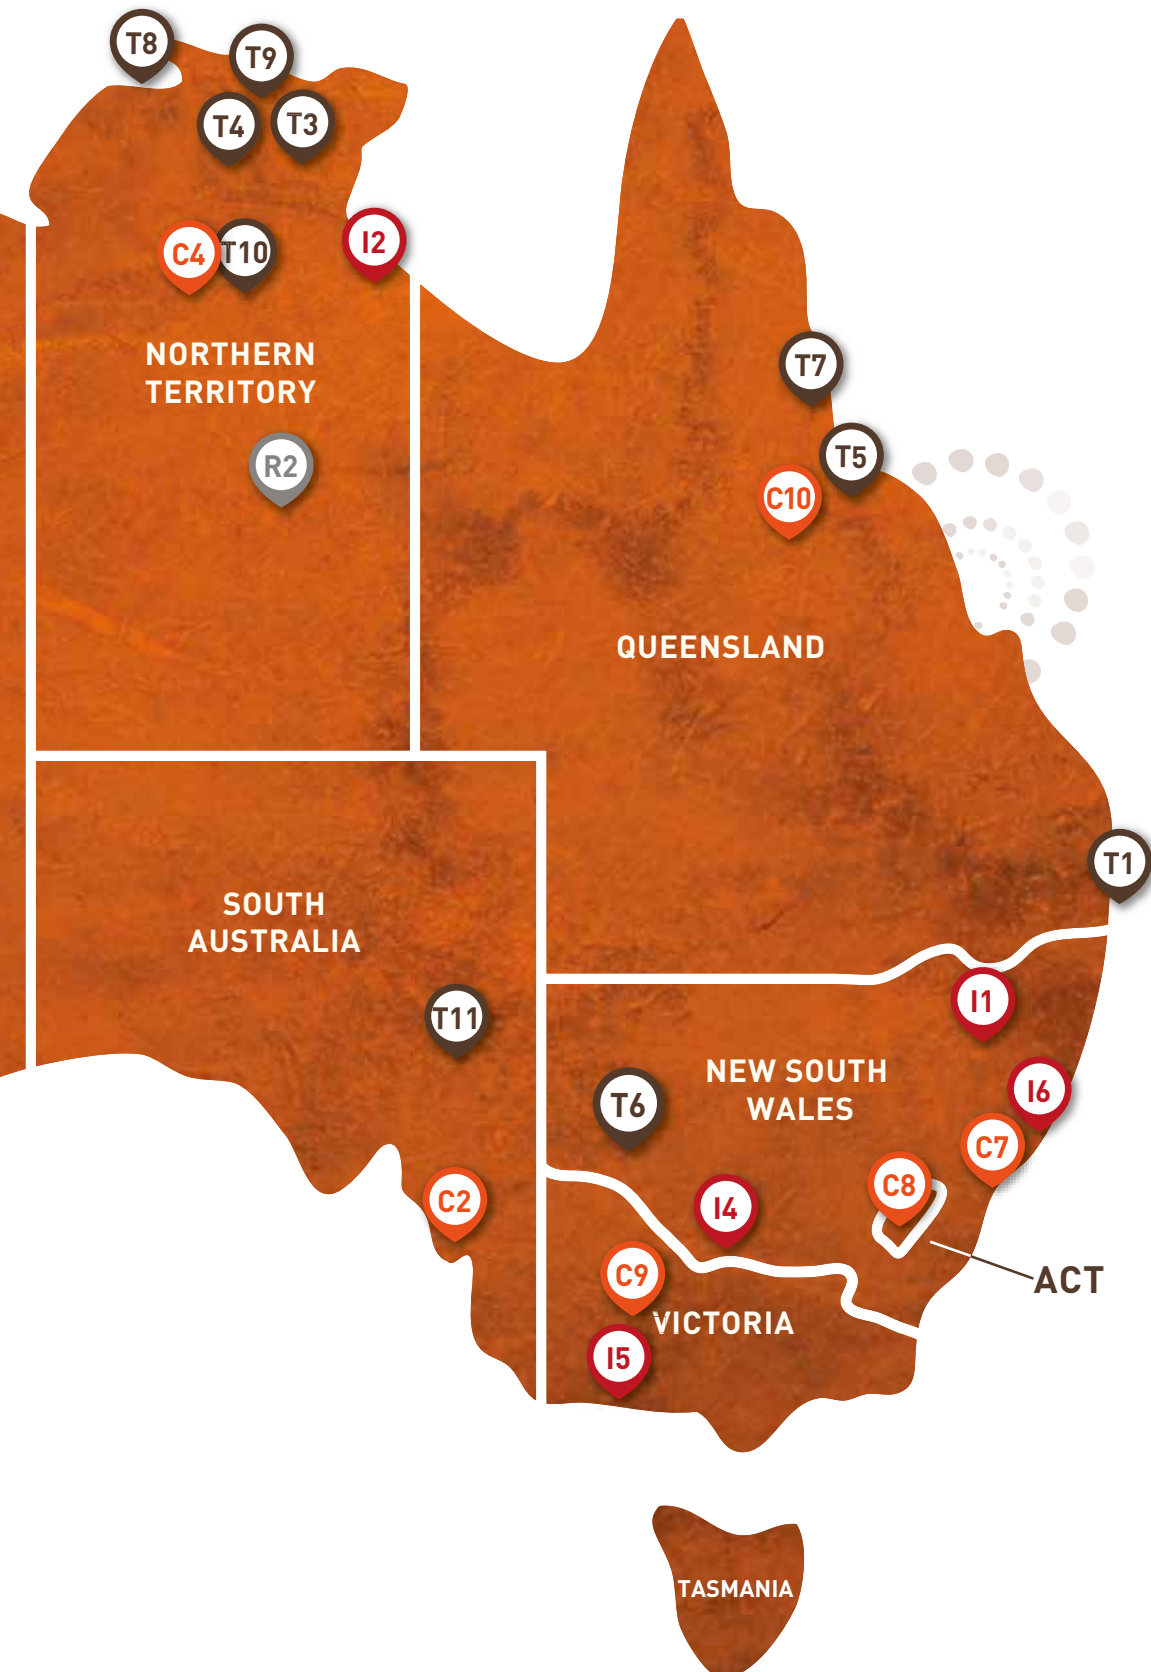 T8
T9
T4
T3
C4
T10
I2
NORTHERN
TERRITORY
T7
R2
T5
C10
QUEENSLAND
T1
SOUTH
AUSTRALIA
T11
I1
NEW SOUTH
WALES
T6
I6
C7
C8
C2
I4
ACT
C9
VICTORIA
I5
TASMANIA